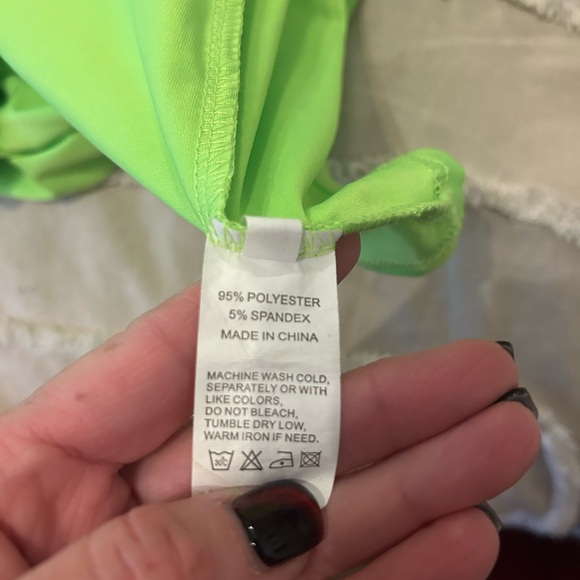 95% POLYESTER
5% SPANDEX
MADE IN CHINA
MACHINE WASH COLD,
SEPARATELY OR WITH
LIKE COLORS,
DO NOT BLEACH,
TUMBLE DRY LOW,
WARM IRON IF NEED.
30°C